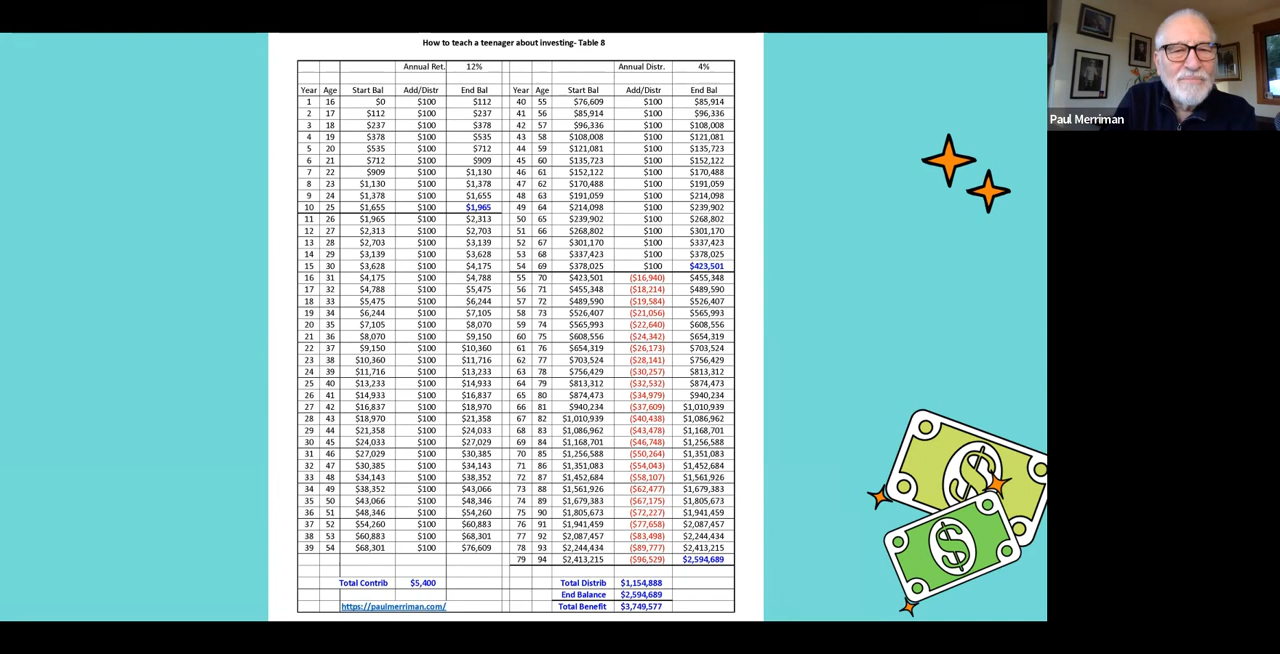 How to teach a teenager about investing- Table 8
Annual Ret. 12% Annual Distr. 4%
Year Age Start Bal Add/Distr End Bal Year Age Start Bal Add/Distr End Bal
1 16 $0 $100 $112 40 55 $76,609 $100 $85,914
2 17 $112 $100 $237 41 56 $85,914 $100 $96,336
3 18 $237 $100 $378 42 57 $96,336 $100 $108,008
4 19 $378 $100 $535 43 58 $108,008 $100 $121,081
5 20 $535 $100 $712 44 59 $121,081 $100 $135,723
6 21 $712 $100 $909 45 60 $135,723 $100 $152,122
7 22 $909 $100 $1,130 46 61 $152,122 $100 $170,488
8 23 $1,130 $100 $1,378 47 62 $170,488 $100 $191,059
9 24 $1,378 $100 $1,655 48 63 $191,059 $100 $214,098
10 25 $1,655 $100 $1,965 49 64 $214,098 $100 $239,902
11 26 $1,965 $100 $2,313 50 65 $239,902 $100 $268,802
12 27 $2,313 $100 $2,703 51 66 $268,802 $100 $301,170
13 28 $2,703 $100 $3,139 52 67 $301,170 $100 $337,423
14 29 $3,139 $100 $3,628 53 68 $337,423 $100 $378,025
15 30 $3,628 $100 $4,175 54 69 $378,025 $100 $423,501
16 31 $4,175 $100 $4,788 55 70 $423,501 ($16,940) $455,348
17 32 $4,788 $100 $5,475 56 71 $455,348 ($18,214) $489,590
18 33 $5,475 $100 $6,244 57 72 $489,590 ($19,584) $526,407
19 34 $6,244 $100 $7,105 58 73 $526,407 ($21,056) $565,993
20 35 $7,105 $100 $8,070 59 74 $565,993 ($22,640) $608,556
21 36 $8,070 $100 $9,150 60 75 $608,556 ($24,342) $654,319
22 37 $9,150 $100 $10,360 61 76 $654,319 ($26,173) $703,524
23 38 $10,360 $100 $11,716 62 77 $703,524 ($28,141) $756,429
24 39 $11,716 $100 $13,233 63 78 $756,429 ($30,257) $813,312
25 40 $13,233 $100 $14,933 64 79 $813,312 ($32,532) $874,473
26 41 $14,933 $100 $16,837 65 80 $874,473 ($34,979) $940,234
27 42 $16,837 $100 $18,970 66 81 $940,234 ($37,609) $1,010,939
28 43 $18,970 $100 $21,358 67 82 $1,010,939 ($40,438) $1,086,962
29 44 $21,358 $100 $24,033 68 83 $1,086,962 ($43,478) $1,168,701
30 45 $24,033 $100 $27,029 69 84 $1,168,701 ($46,748) $1,256,588
31 46 $27,029 $100 $30,385 70 85 $1,256,588 ($50,264) $1,351,083
32 47 $30,385 $100 $34,143 71 86 $1,351,083 ($54,043) $1,452,684
33 48 $34,143 $100 $38,352 72 87 $1,452,684 ($58,107) $1,561,926
34 49 $38,352 $100 $43,066 73 88 $1,561,926 ($62,477) $1,679,383
35 50 $43,066 $100 $48,346 74 89 $1,679,383 ($67,175) $1,805,673
36 51 $48,346 $100 $54,260 75 90 $1,805,673 ($72,227) $1,941,459
37 52 $54,260 $100 $60,883 76 91 $1,941,459 ($77,658) $2,087,457
38 53 $60,883 $100 $68,301 77 92 $2,087,457 ($83,498) $2,244,434
39 54 $68,301 $100 $76,609 78 93 $2,244,434 ($89,777) $2,413,215
79 94 $2,413,215 ($96,529) $2,594,689
Total Contrib $5,400 Total Distrib $1,154,888
End Balance $2,594,689
https://paulmerriman.com/ Total Benefit $3,749,577
Paul Merriman